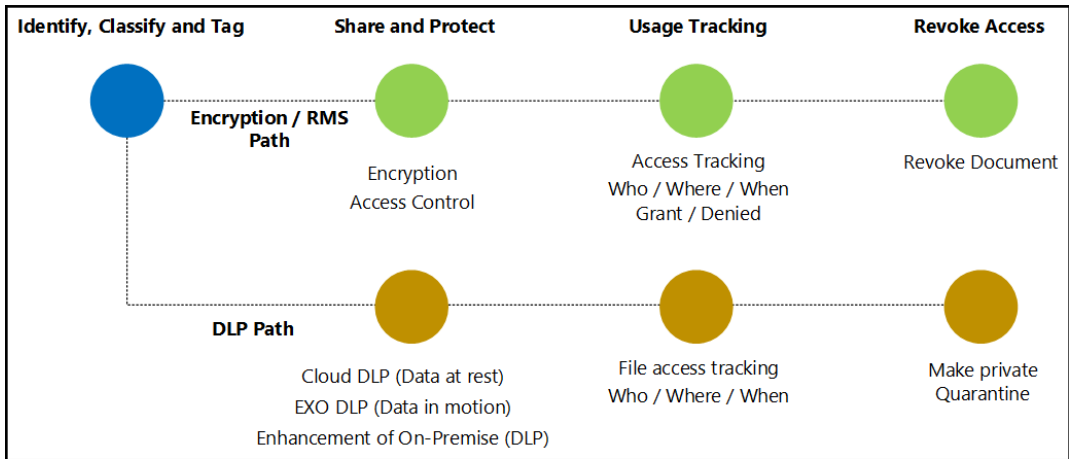 Identify, Classify and Tag
Share and Protect
Usage Tracking
Revoke Access
Encryption / RMS
Path
Encryption
Access Control
Access Tracking
Who / Where / When
Grant / Denied
Revoke Document
DLP Path
Cloud DLP (Data at rest)
EXO DLP (Data in motion)
Enhancement of On-Premise (DLP)
File access tracking
Who / Where / When
Make private
Quarantine